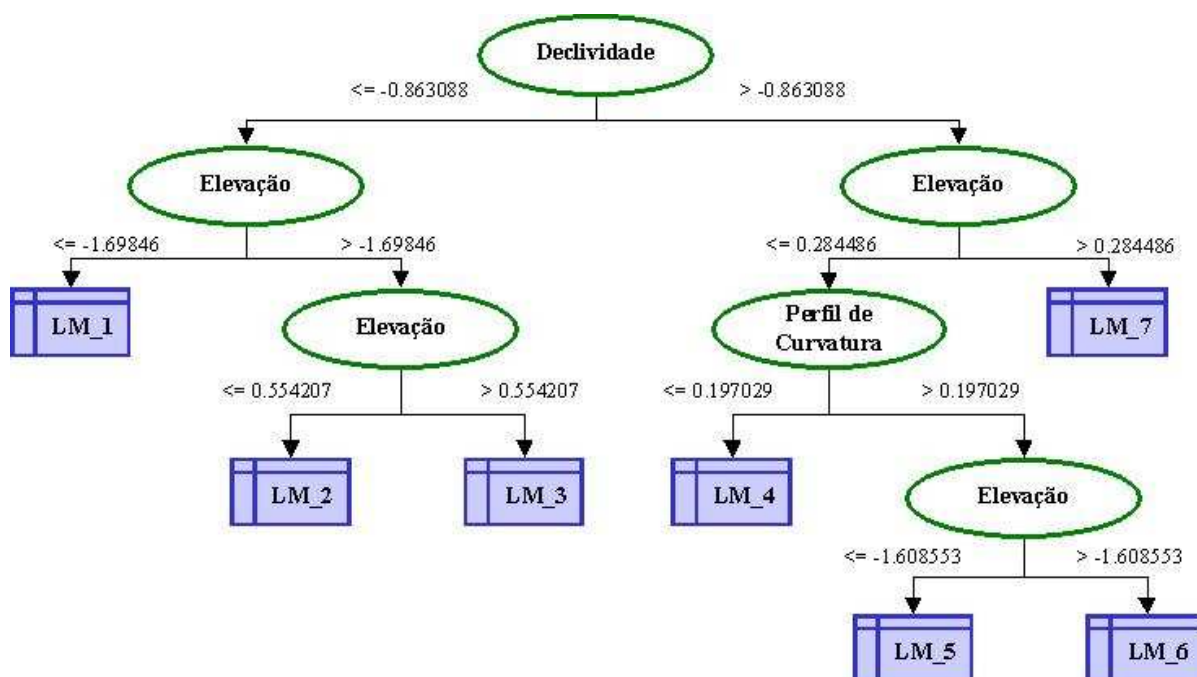 Declividade
<= -0.863088
> -0.863088
Elevação
Elevação
<= -1.69846
> -1.69846
<= 0.284486
> 0.284486
LM_1
Elevação
Perfil de
Curvatura
LM_7
<= 0.554207
> 0.554207
<= 0.197029
> 0.197029
LM_2
LM_3
LM_4
Elevação
<= -1.608553
> -1.608553
LM_5
LM_6